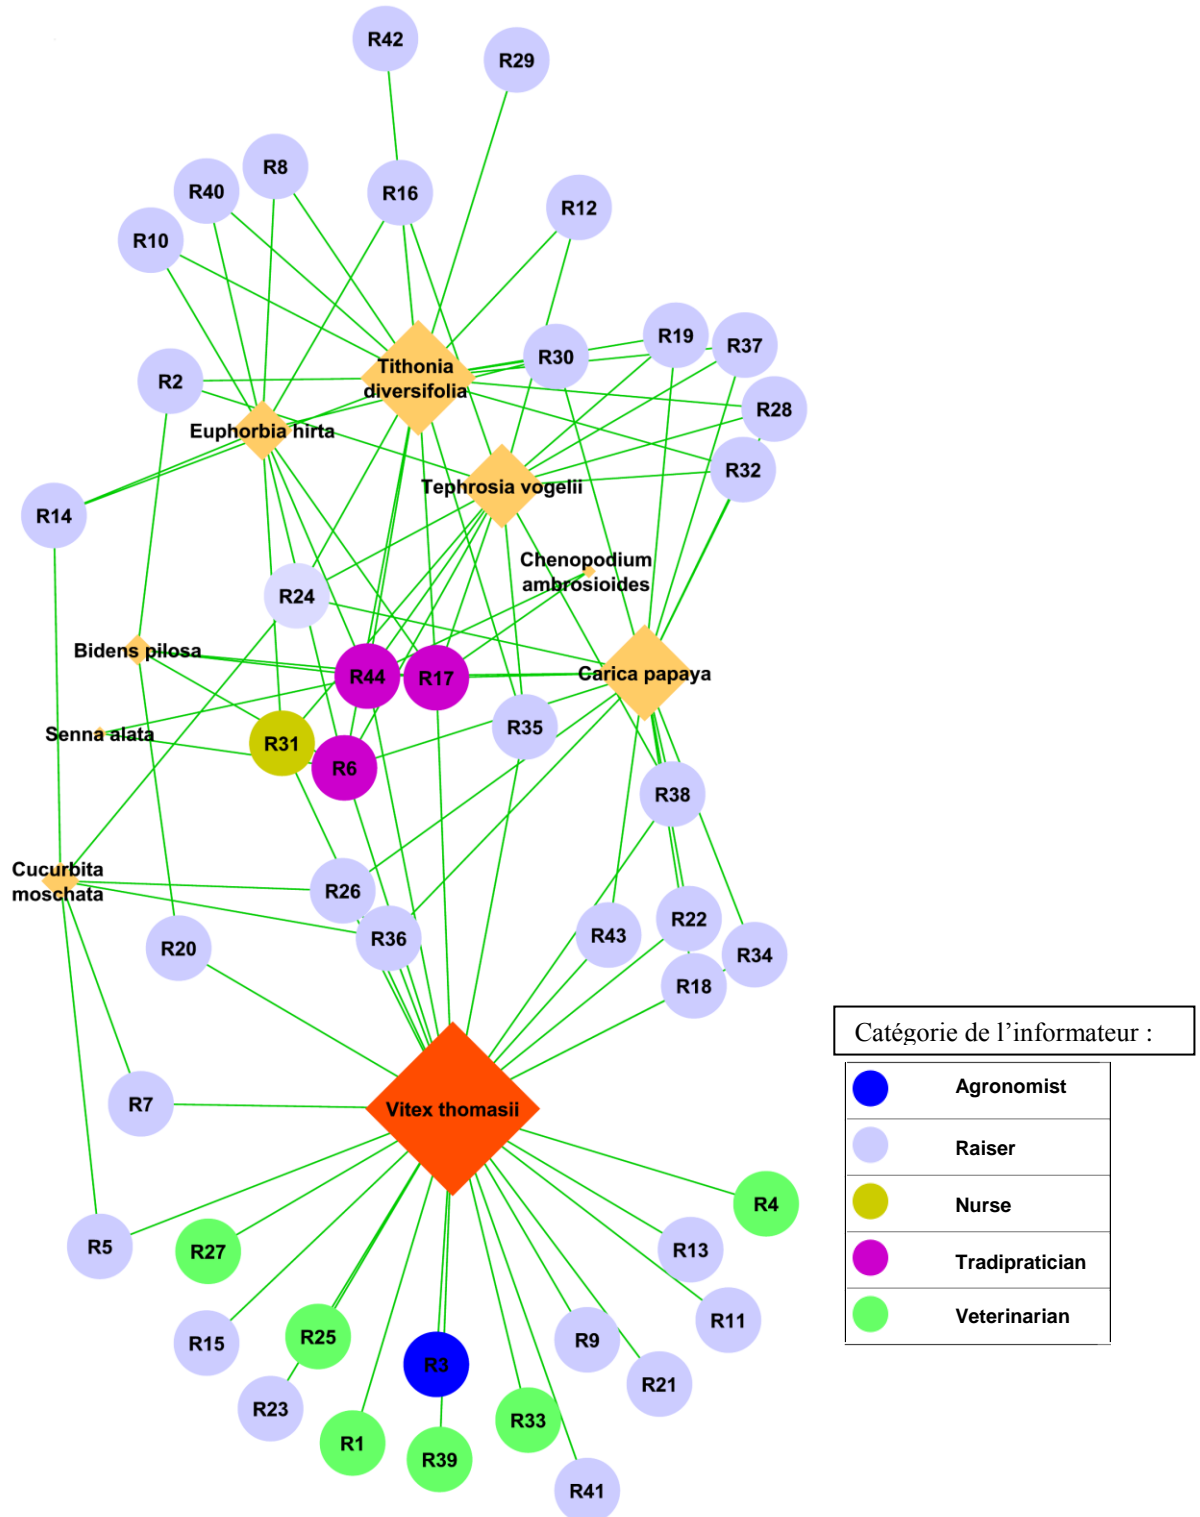 R42
R29
R8
R40
R16
R12
R10
R19
R37
R30
Tithonia
diversifolia
R2
R28
Euphorbia hirta
R32
Tephrosia vogelii
R14
Chenopodium
ambrosioides
R24
Bidens pilosa
R44
R17
Carica papaya
Senna alata
R31
R35
R6
R38
Cucurbita
moschata
R26
R22
R43
R36
R20
R34
R18
R7
Vitex thomasii
R4
R5
R27
R13
R11
R25
R15
R9
R3
R21
R23
R33
R1
R39
R41
Catégorie de l’informateur :
Agronomist
Raiser
Nurse
Tradipratician
Veterinarian